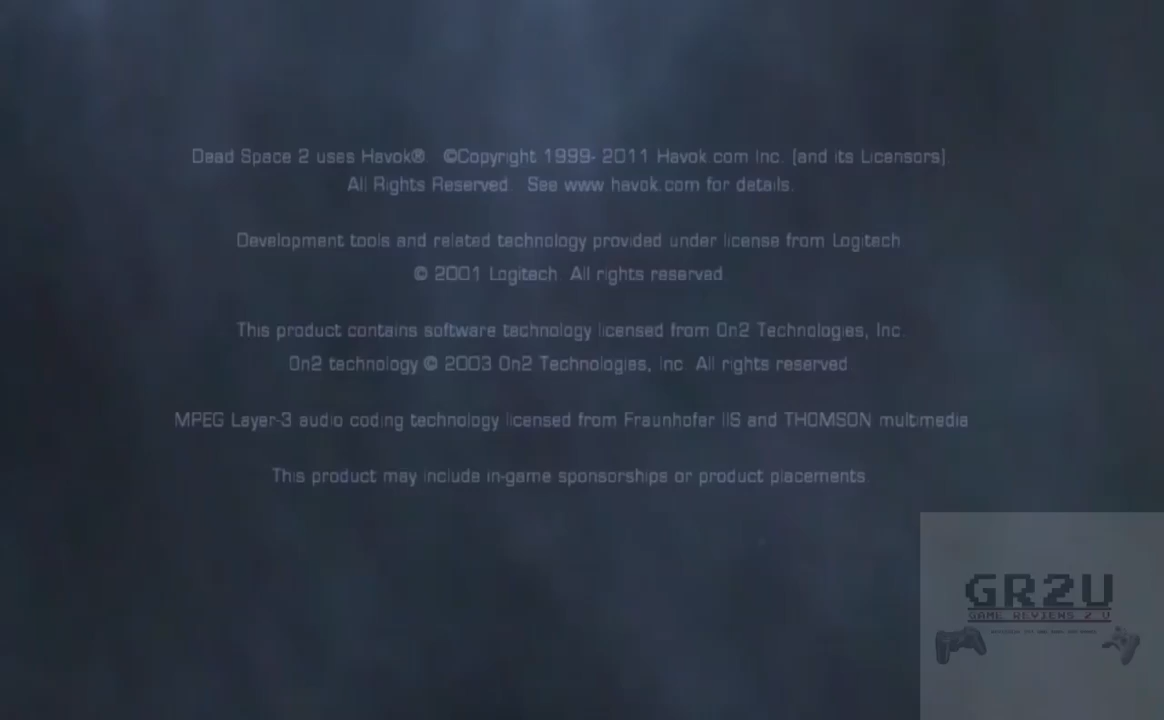 Dead Space 2 uses Havok®. ©Copyright 1999- 2011 Havok.com Inc. (and its Licensors).
All Rights Reserved. See www.havok.com for details.
Development tools and related technology provided under license from Logitech.
© 2001 Logitech. All rights reserved.
This product contains software technology licensed from On2 Technologies, Inc.
On2 technology © 2003 On2 Technologies, Inc. All rights reserved.
MPEG Layer-3 audio coding technology licensed from Fraunhofer IIS and THOMSON multimedia.
This product may include in-game sponsorships or product placements.
GR2U
GAME REVIEWS 2 U